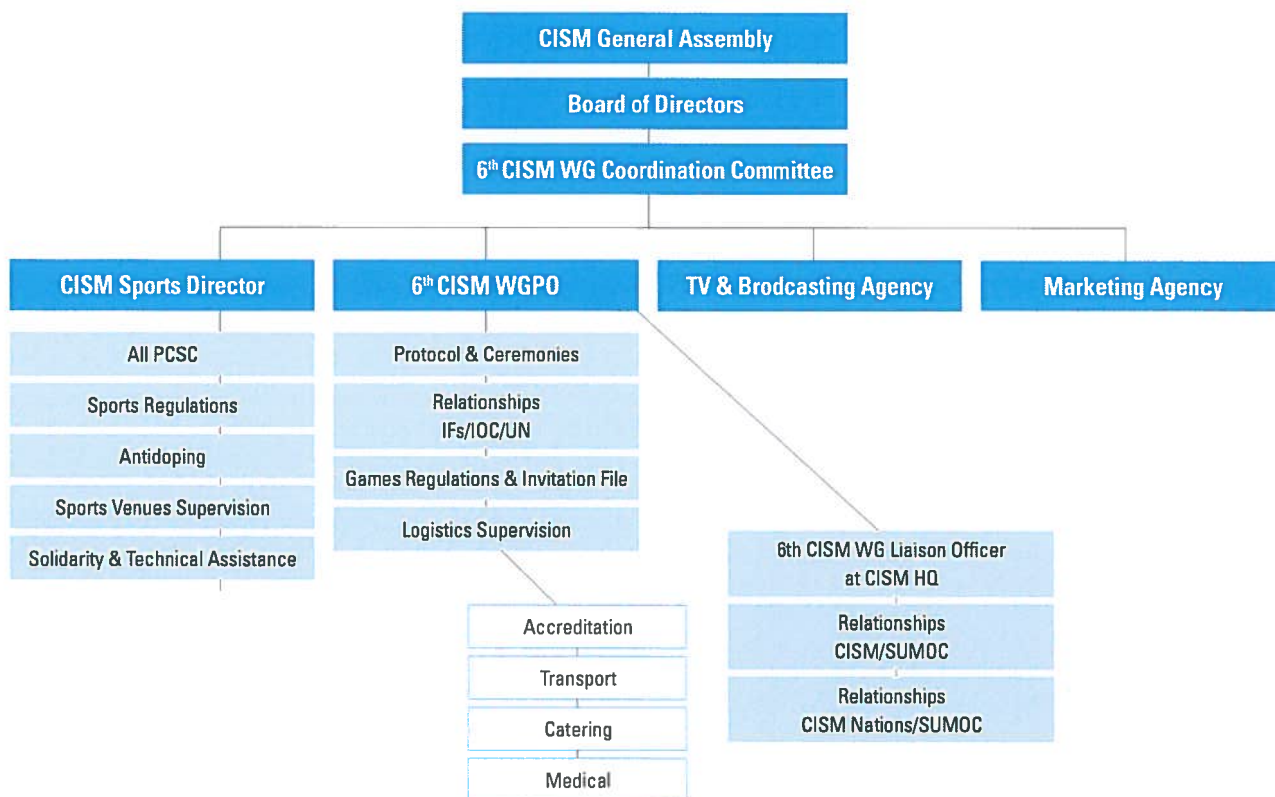 CISM General Assembly
Board of Directors
6th CISM WG Coordination Committee
CISM Sports Director
6th CISM WGPO
TV & Brodcasting Agency
Marketing Agency
All PCSC
Sports Regulations
Antidoping
Sports Venues Supervision
Solidarity & Technical Assistance
Protocol & Ceremonies
Relationships
IFs/IOC/UN
Games Regulations & Invitation File
Logistics Supervision
Accreditation
Transport
Catering
Medical
6th CISM WG Liaison Officer
at CISM HQ
Relationships
CISM/SUMOC
Relationships
CISM Nations/SUMOC